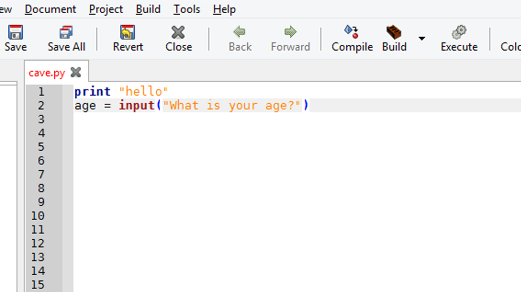 ew Document Project Build Tools Help
Save Save All Revert Close Back Forward Compile Build Execute Colo
cave.py
1 print "hello"
2 age = input("What is your age?")
3
4
5
6
7
8
9
10
11
12
13
14
15